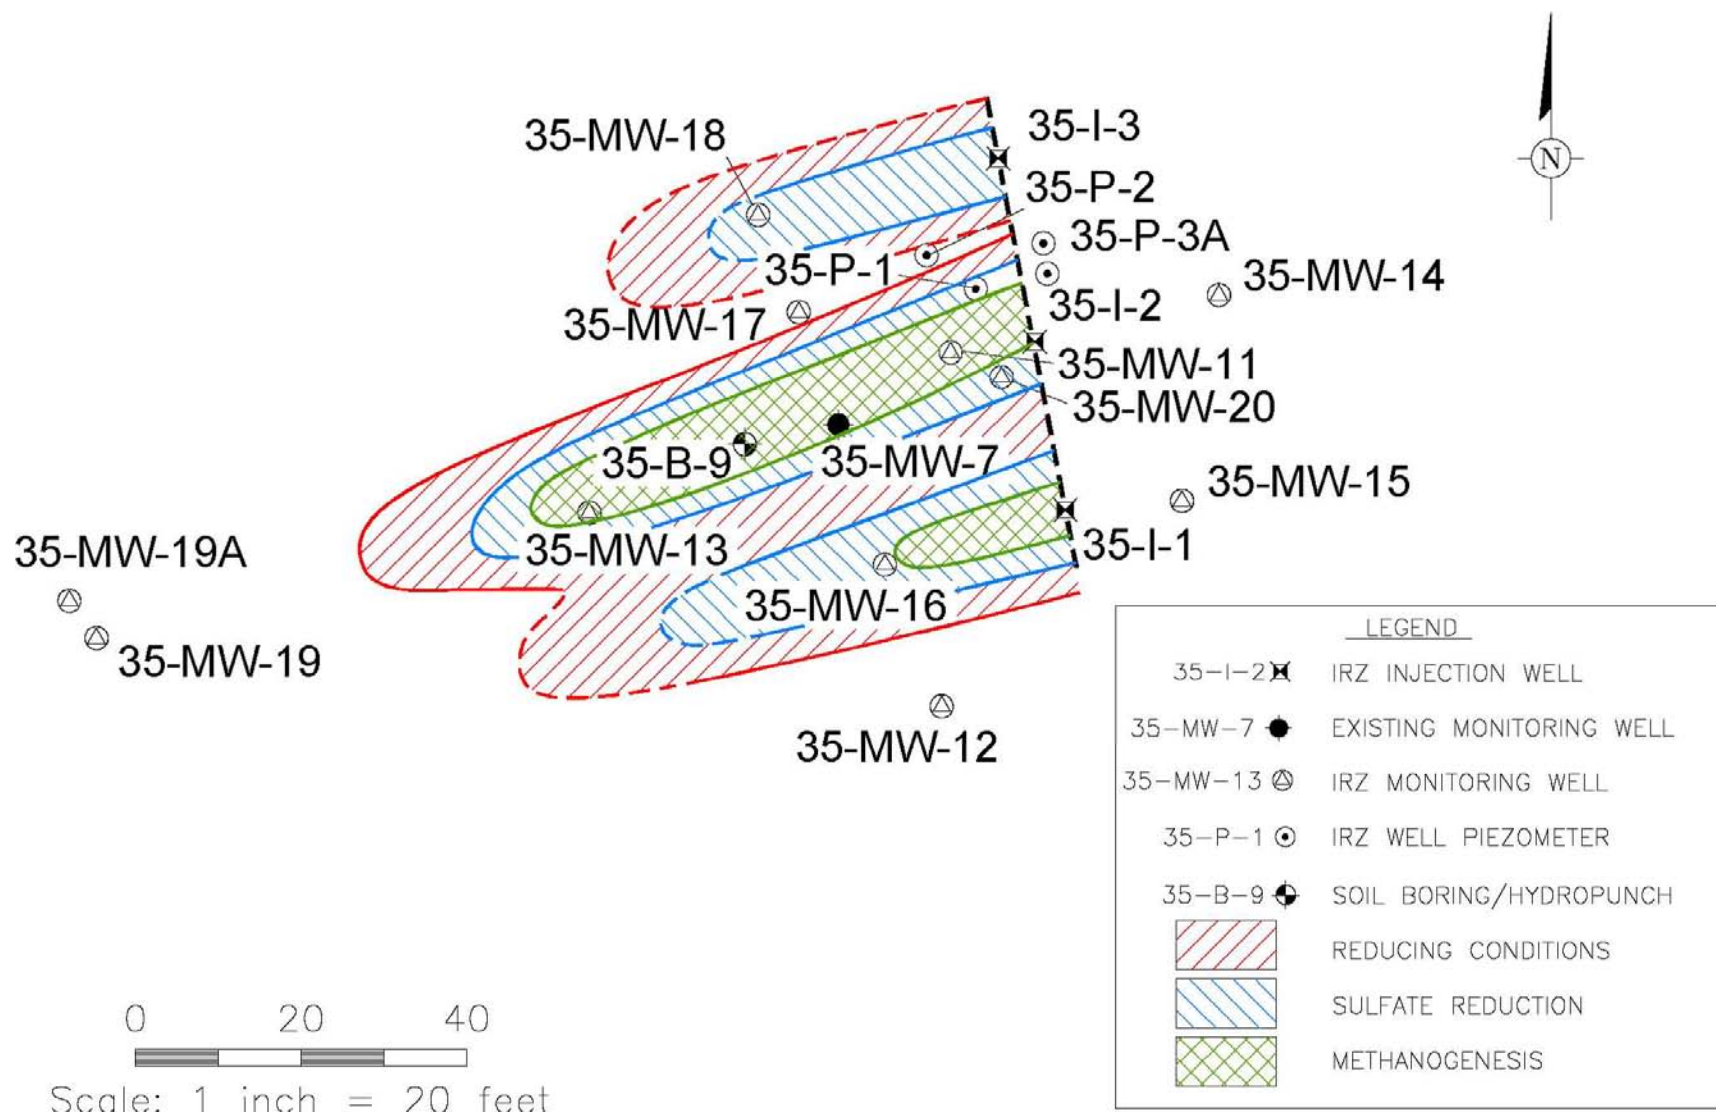 N
35-MW-18
35-I-3
35-P-2
35-P-3A
35-P-1
35-MW-14
35-I-2
35-MW-17
35-MW-11
35-MW-20
35-B-9
35-MW-7
35-MW-15
35-MW-13
35-I-1
35-MW-19A
35-MW-16
35-MW-19
35-MW-12
LEGEND
35-I-2 IRZ INJECTION WELL
35-MW-7 EXISTING MONITORING WELL
35-MW-13 IRZ MONITORING WELL
35-P-1 IRZ WELL PIEZOMETER
35-B-9 SOIL BORING/HYDROPUNCH
REDUCING CONDITIONS
SULFATE REDUCTION
METHANOGENESIS
0 20 40
Scale: 1 inch = 20 feet